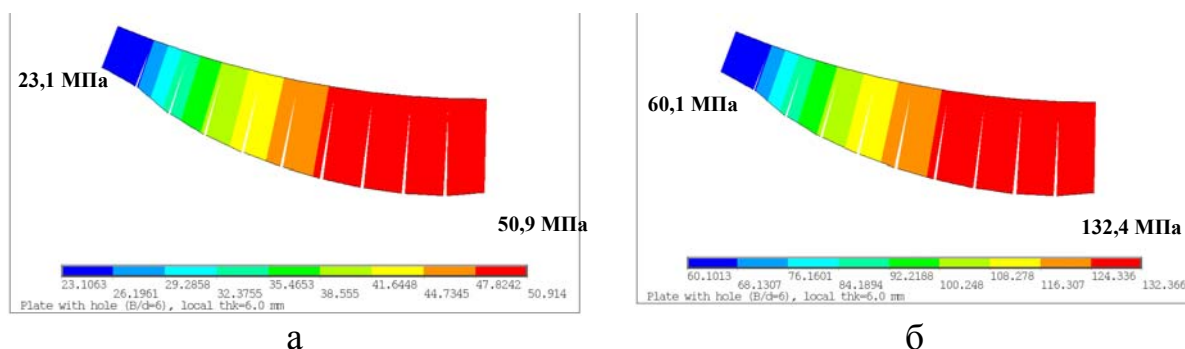 23,1 МПа
50,9 МПа
23.1063 29.2858 35.4653 41.6448 47.8242
26.1961 32.3755 38.555 44.7345 50.914
Plate with hole (B/d=6), local thk=6.0 mm
а
60,1 МПа
132,4 МПа
60.1013 76.1601 92.2188 108.278 124.336
68.1307 84.1894 100.248 116.307 132.366
Plate with hole (B/d=6), local thk=6.0 mm
б